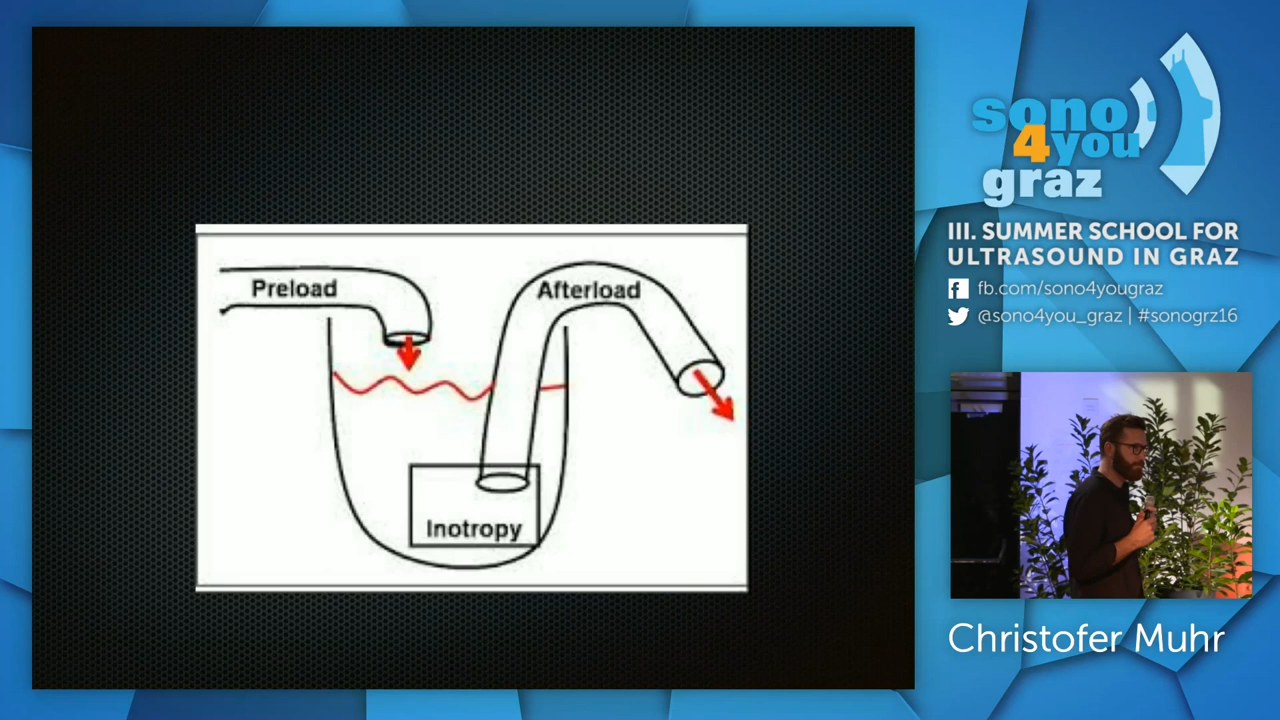 Preload
Afterload
Inotropy
sono
4you
graz
III. SUMMER SCHOOL FOR
ULTRASOUND IN GRAZ
fb.com/sono4yougraz
@sono4you_graz | #sonogrz16
Christofer Muhr